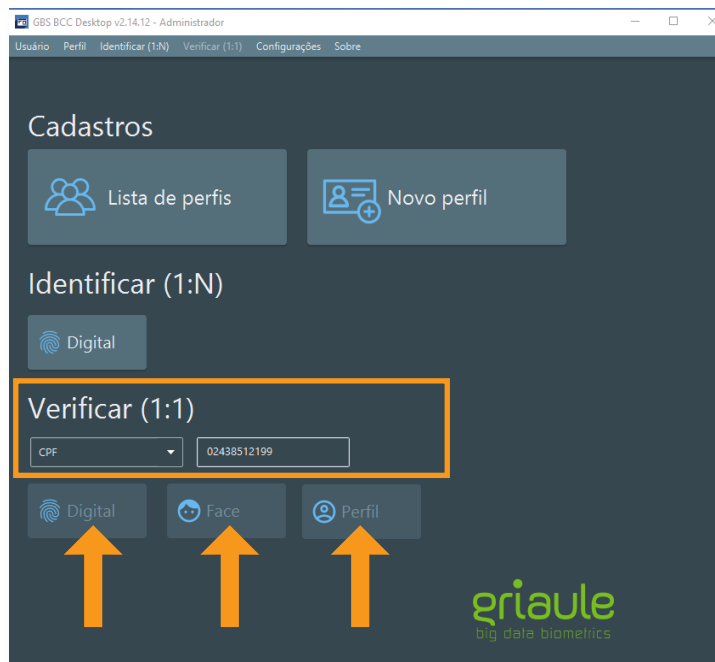 GBS BCC Desktop v2.14.12 - Administrador
Usuário Perfil Identificar (1:N) Verificar (1:1) Configurações Sobre
Cadastros
Lista de perfis Novo perfil
Identificar (1:N)
Digital
Verificar (1:1)
CPF 02438512199
Digital Face Perfil
griaule
big data biometrics